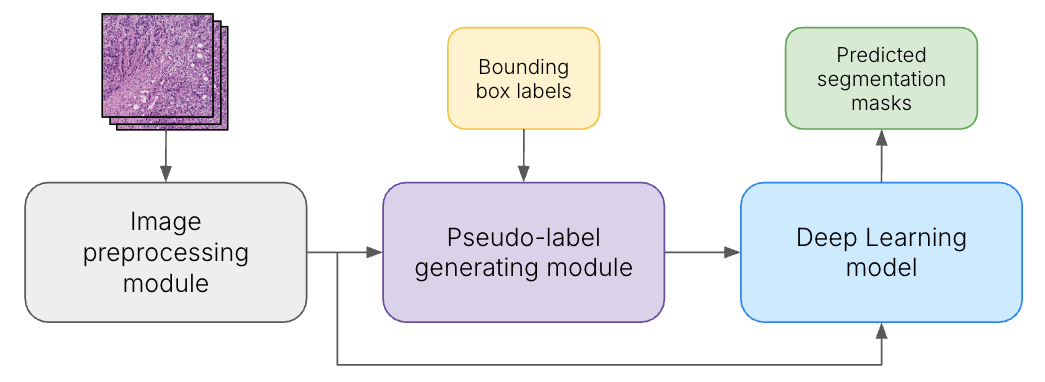 Bounding
box labels
Predicted
segmentation
masks
Image
preprocessing
module
Pseudo-label
generating module
Deep Learning
model